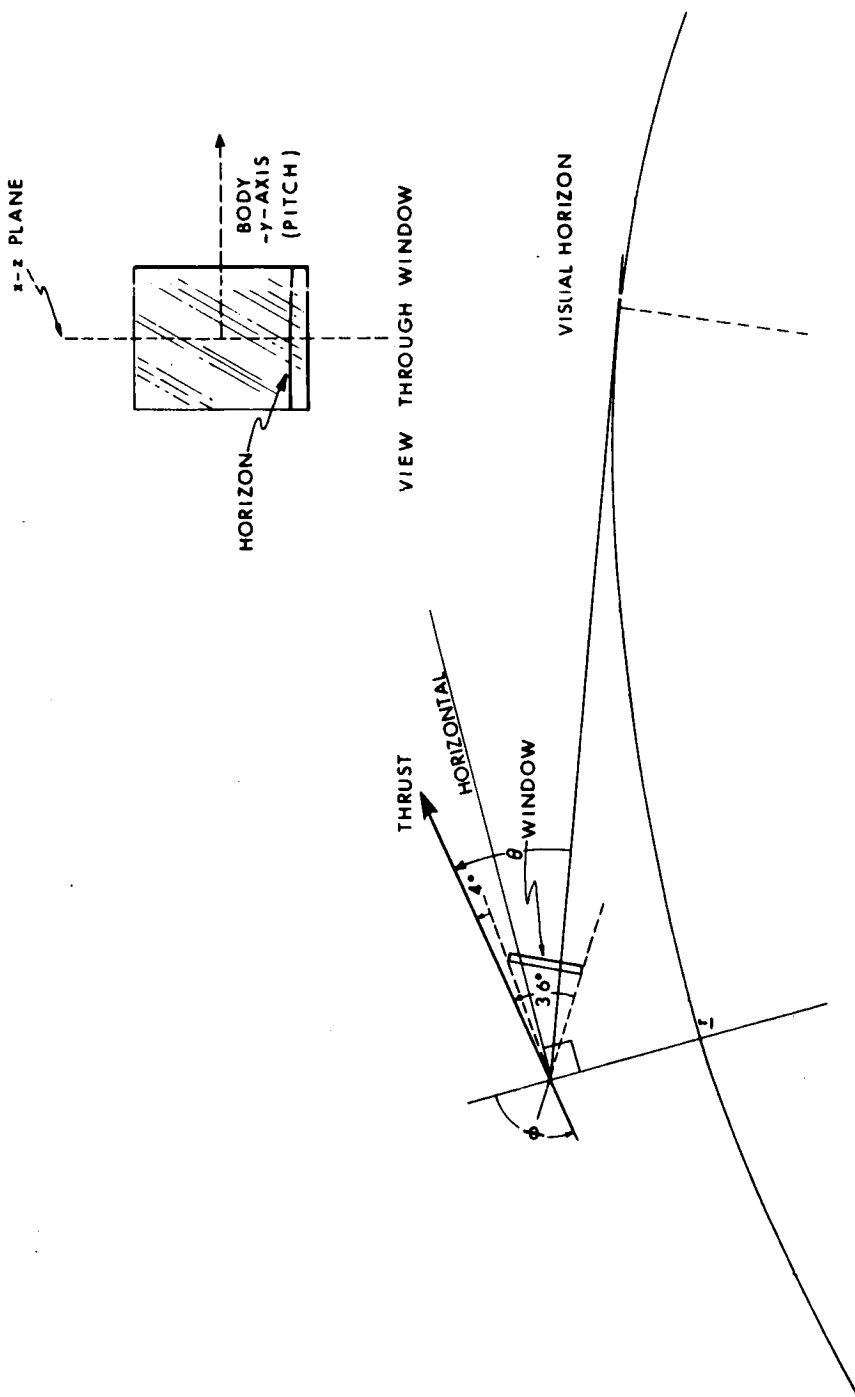 x-z PLANE
BODY
-y-AXIS
(PITCH)
HORIZON
VIEW THROUGH WINDOW
VISUAL HORIZON
THRUST
HORIZONTAL
4°
θ
WINDOW
36°
r
ϕ